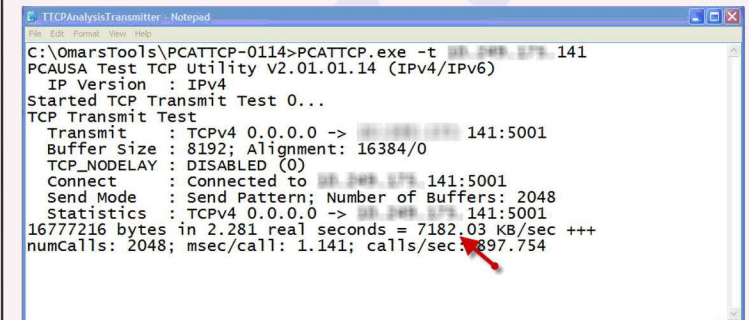 TTCPAnalysisTransmitter - Notepad
File Edit Format View Help
C:\OmarsTools\PCATTCP-0114>PCATTCP.exe -t 141
PCAUSA Test TCP Utility V2.01.01.14 (IPv4/IPv6)
IP Version : IPv4
Started TCP Transmit Test 0...
TCP Transmit Test
Transmit : TCPv4 0.0.0.0 -> 141:5001
Buffer Size : 8192; Alignment: 16384/0
TCP_NODELAY : DISABLED (0)
Connect : Connected to 141:5001
Send Mode : Send Pattern; Number of Buffers: 2048
Statistics : TCPv4 0.0.0.0 -> 141:5001
16777216 bytes in 2.281 real seconds = 7182.03 KB/sec +++
numCalls: 2048; msec/call: 1.141; calls/sec: 897.754